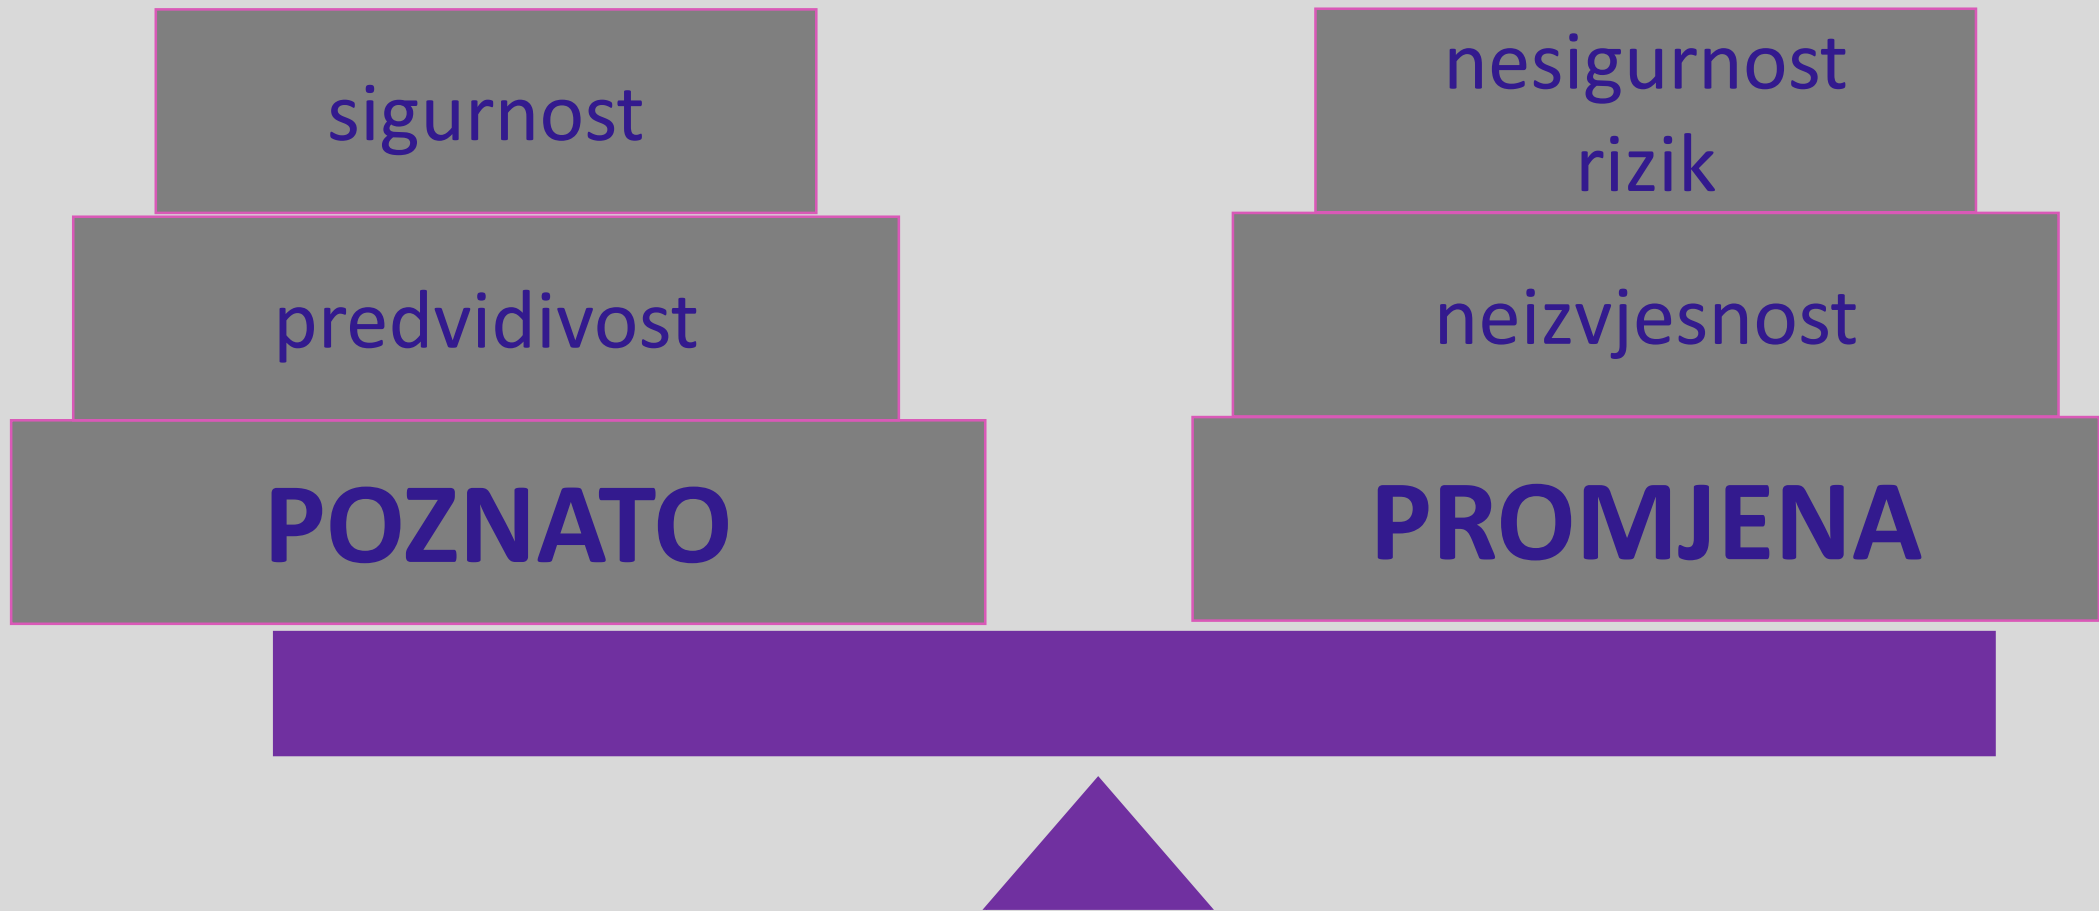 sigurnost
predvidivost
POZNATO
nesigurnost
rizik
neizvjesnost
PROMJENA